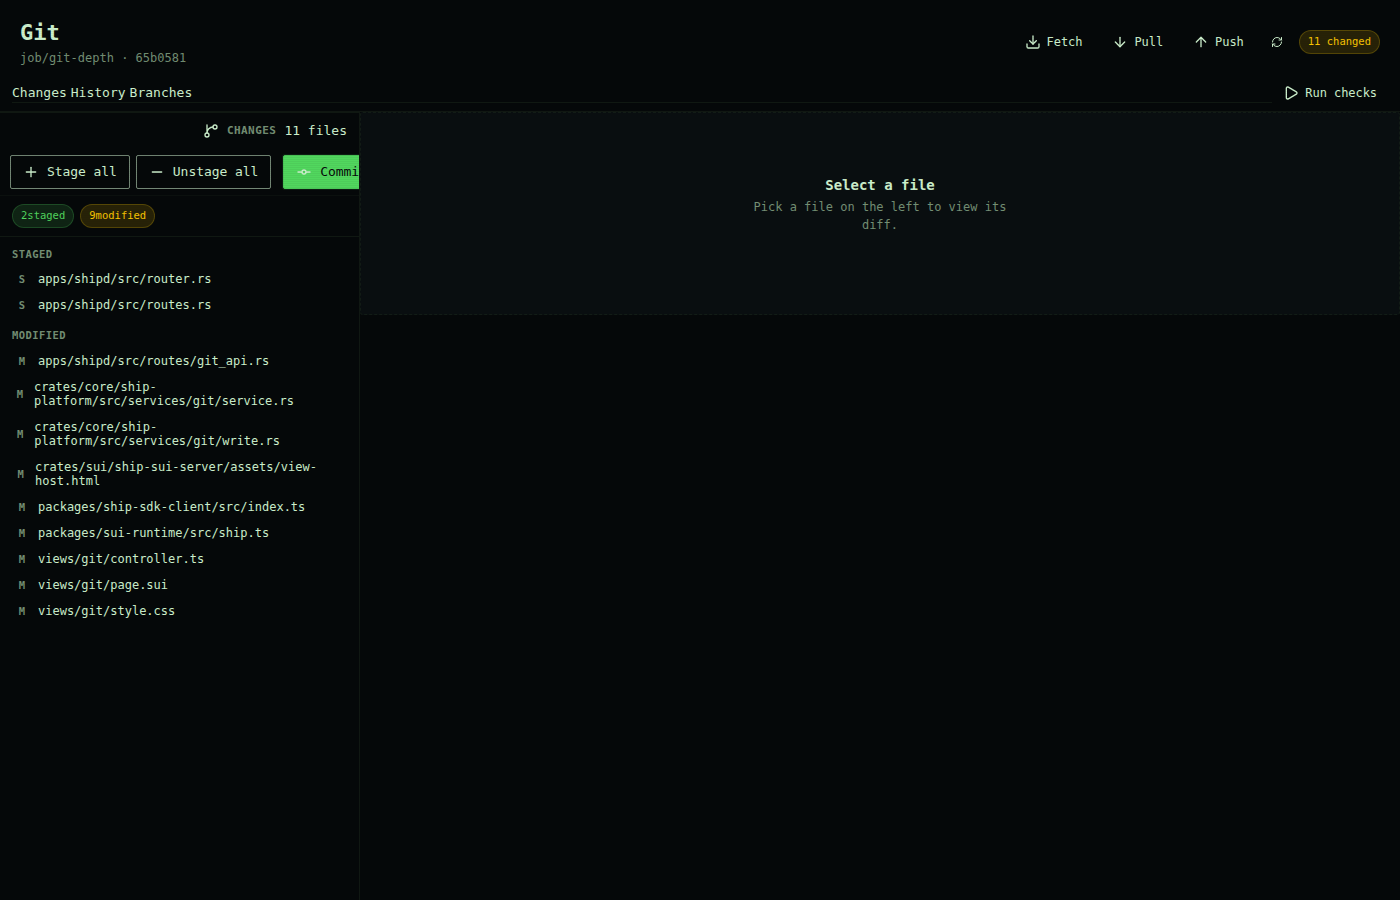 Git
job/git-depth · 65b0581
Fetch
Pull
Push
11 changed
Changes History Branches
Run checks
CHANGES 11 files
Stage all
Unstage all
Commi
2staged
9modified
STAGED
S apps/shipd/src/router.rs
S apps/shipd/src/routes.rs
MODIFIED
M apps/shipd/src/routes/git_api.rs
M crates/core/ship-
platform/src/services/git/service.rs
M crates/core/ship-
platform/src/services/git/write.rs
M crates/sui/ship-sui-server/assets/view-
host.html
M packages/ship-sdk-client/src/index.ts
M packages/sui-runtime/src/ship.ts
M views/git/controller.ts
M views/git/page.sui
M views/git/style.css
Select a file
Pick a file on the left to view its
diff.